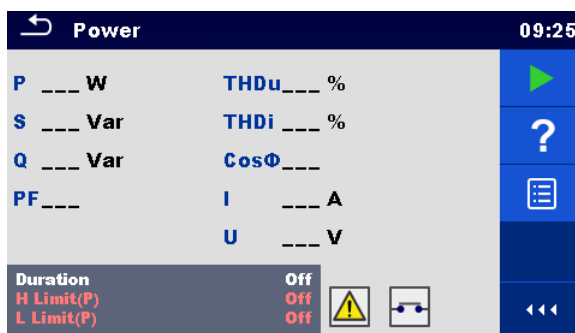 Power 09:25
P ___ W THDu___ %
S ___ Var THDi ___ %
Q ___ Var CosΦ___
PF___ I ___ A
U ___ V
?
Duration Off
H Limit(P) Off
L Limit(P) Off